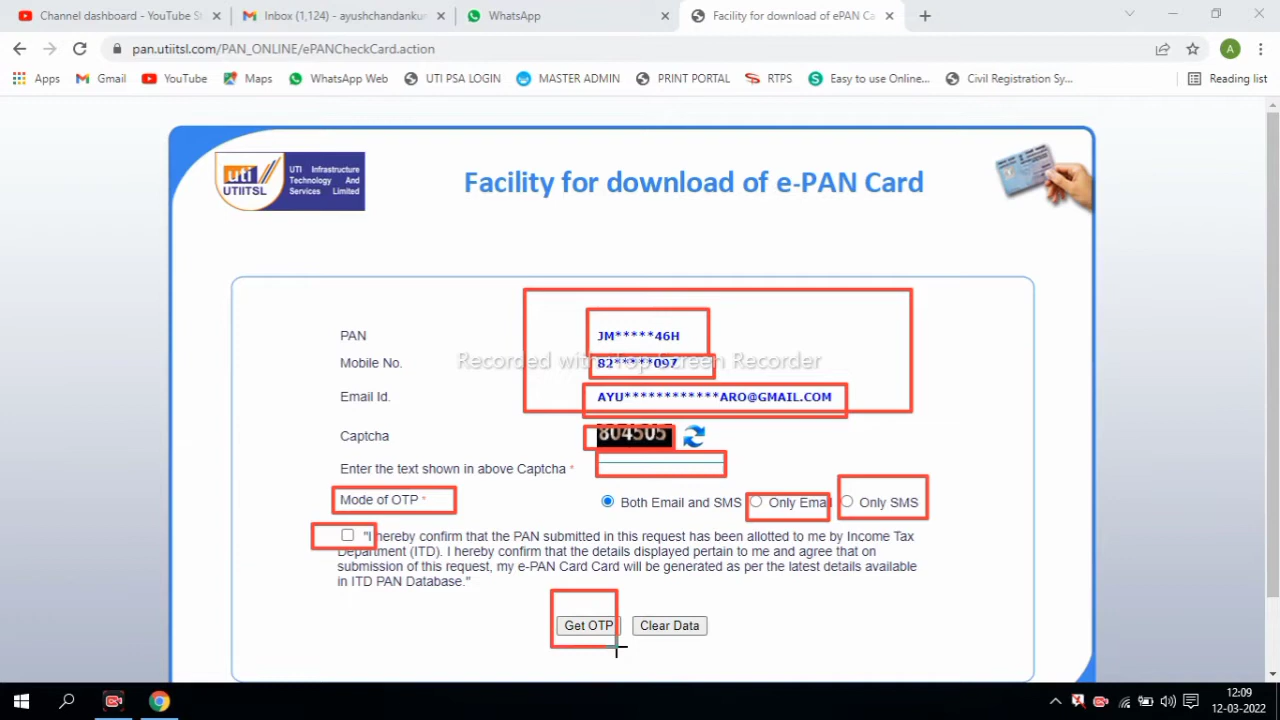 Channel dashboard - YouTube St
Inbox (1,124) - ayushchandankum
WhatsApp
Facility for download of ePAN Ca
pan.utiitsl.com/PAN_ONLINE/ePANCheckCard.action
A
Apps
Gmail
YouTube
Maps
WhatsApp Web
UTI PSA LOGIN
MASTER ADMIN
PRINT PORTAL
RTPS
Easy to use Online...
Civil Registration Sy...
Reading list
uti
UTIITSL
UTI Infrastructure
Technology And
Services Limited
Facility for download of e-PAN Card
PAN JM*****46H
Recorded with iTop Screen Recorder
Mobile No. 82*****097
Email Id. AYU************ARO@GMAIL.COM
Captcha 804505
Enter the text shown in above Captcha *
Mode of OTP * Both Email and SMS Only Email Only SMS
"I hereby confirm that the PAN submitted in this request has been allotted to me by Income Tax
Department (ITD). I hereby confirm that the details displayed pertain to me and agree that on
submission of this request, my e-PAN Card Card will be generated as per the latest details available
in ITD PAN Database."
Get OTP Clear Data
12:09
12-03-2022